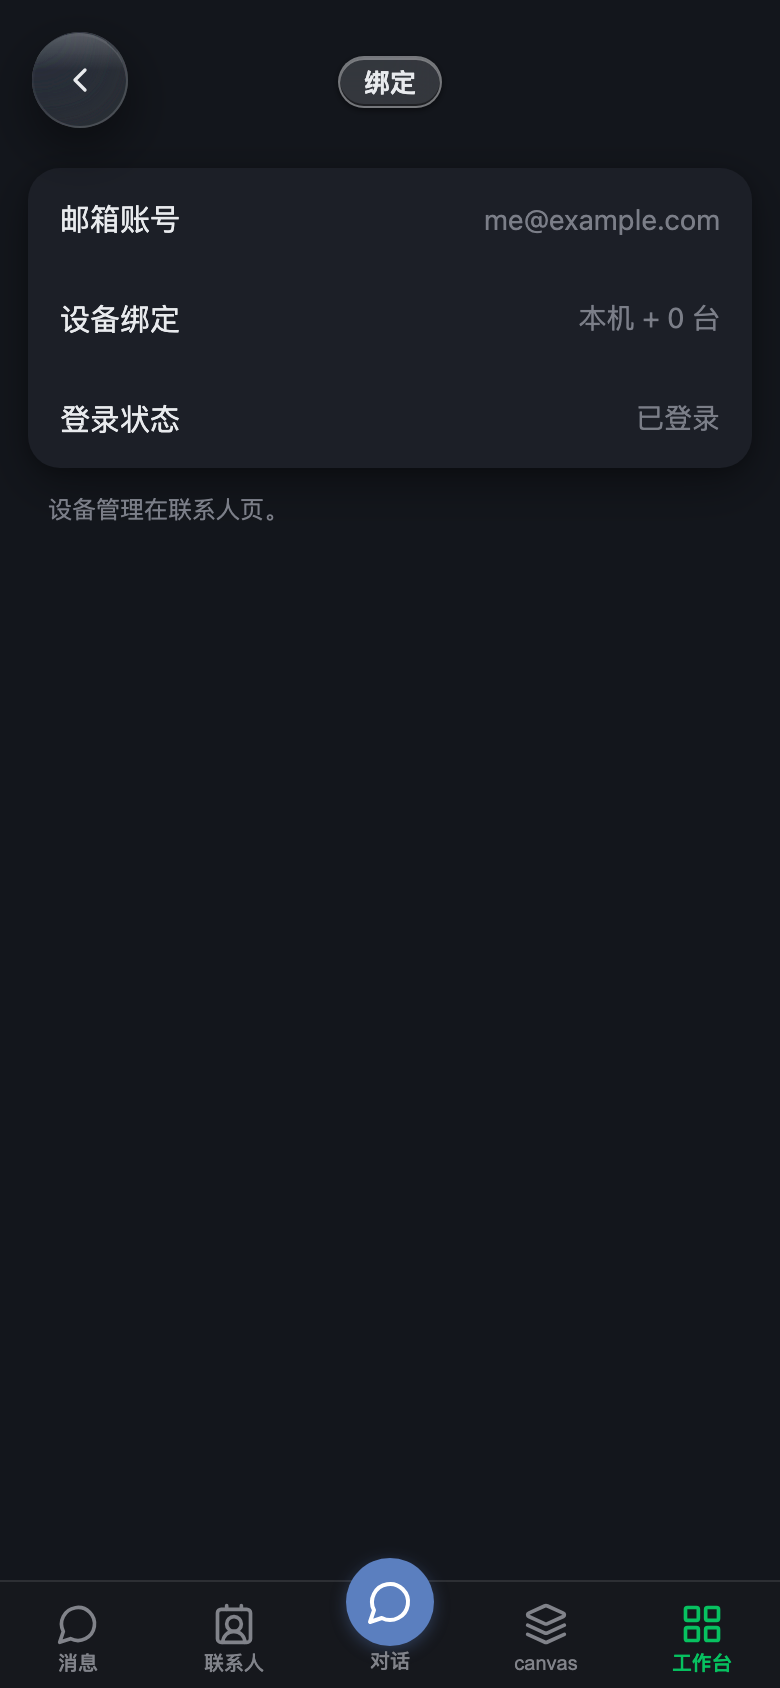 绑定
邮箱账号 me@example.com
设备绑定 本机 + 0 台
登录状态 已登录
设备管理在联系人页。
消息 联系人 对话 canvas 工作台